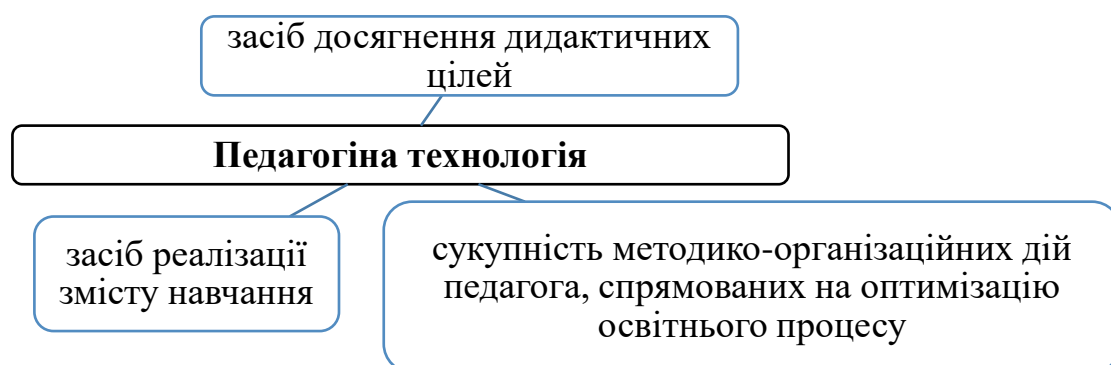 засіб досягнення дидактичних
цілей
Педагогіна технологія
засіб реалізації
змісту навчання
сукупність методико-організаційних дій
педагога, спрямованих на оптимізацію
освітнього процесу